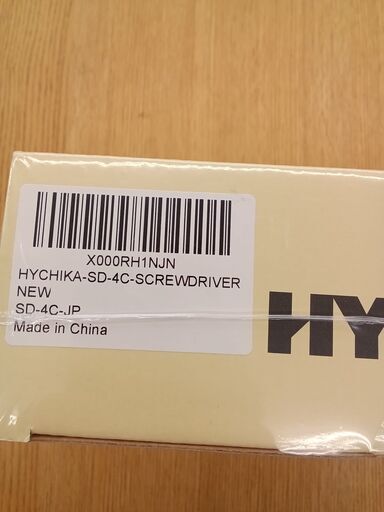 X000RH1NJN
HYCHIKA-SD-4C-SCREWDRIVER
NEW
SD-4C-JP
Made in China
HY